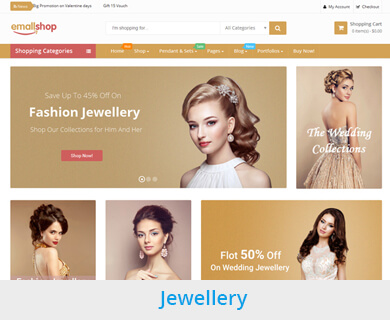 Big Promotion on Valentine days
Gift 15 Vouch
My Account
Checkout
emallshop
I'm shopping for...
All Categories
Shopping Cart
0 item(s) - $0.00
Shopping Categories
Home
Shop
Pendant & Sets
Pages
Blog
New
Portfolios
Buy Now!
Save Up To 45% Off On
Fashion Jewellery
Shop Our Collections for Him And Her
Shop Now!
The Wedding
Collections
Flot 50% Off
On Wedding Jewellery
Jewellery